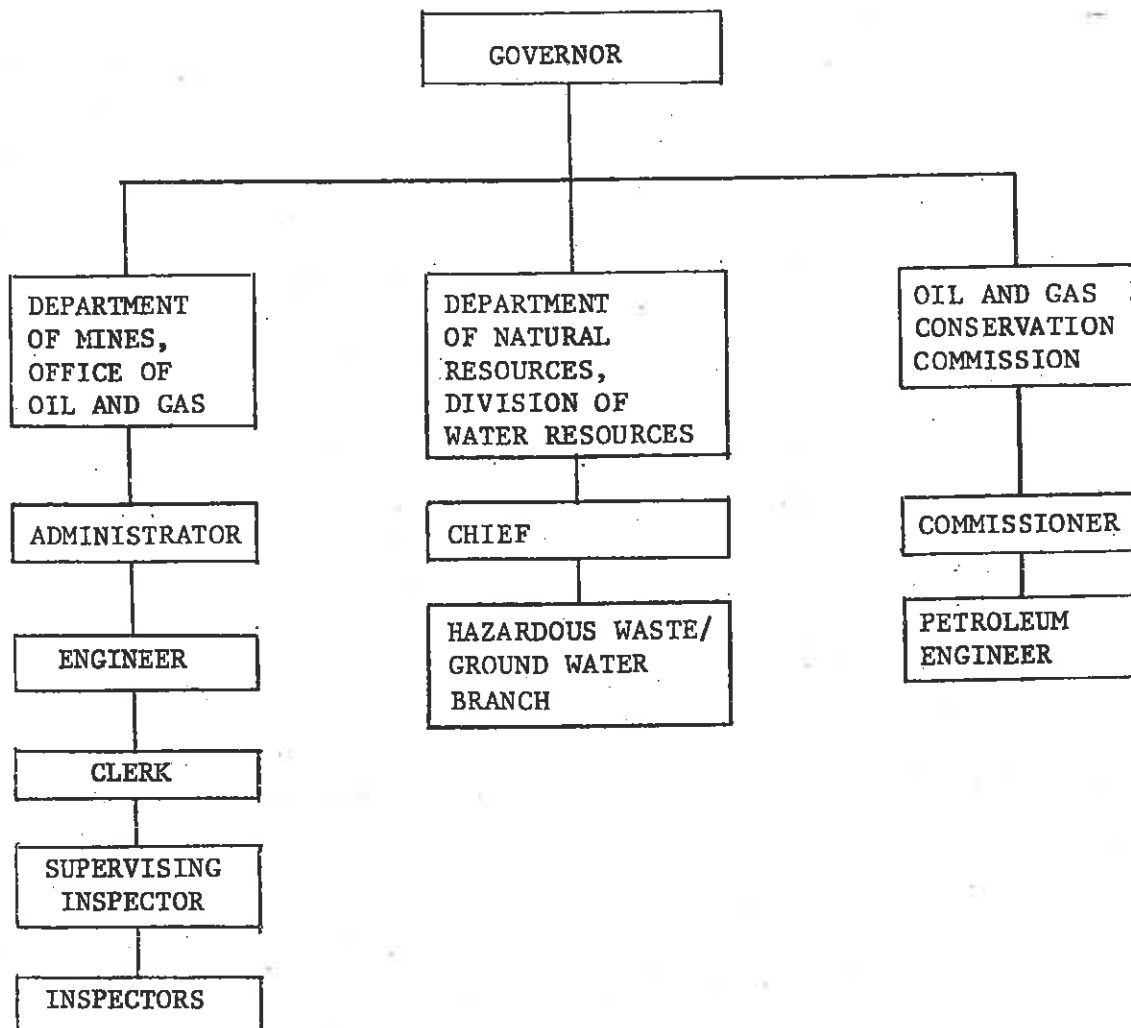 GOVERNOR
DEPARTMENT
OF MINES,
OFFICE OF
OIL AND GAS
DEPARTMENT
OF NATURAL
RESOURCES,
DIVISION OF
WATER RESOURCES
OIL AND GAS
CONSERVATION
COMMISSION
ADMINISTRATOR
CHIEF
COMMISSIONER
ENGINEER
HAZARDOUS WASTE/
GROUND WATER
BRANCH
PETROLEUM
ENGINEER
CLERK
SUPERVISING
INSPECTOR
INSPECTORS